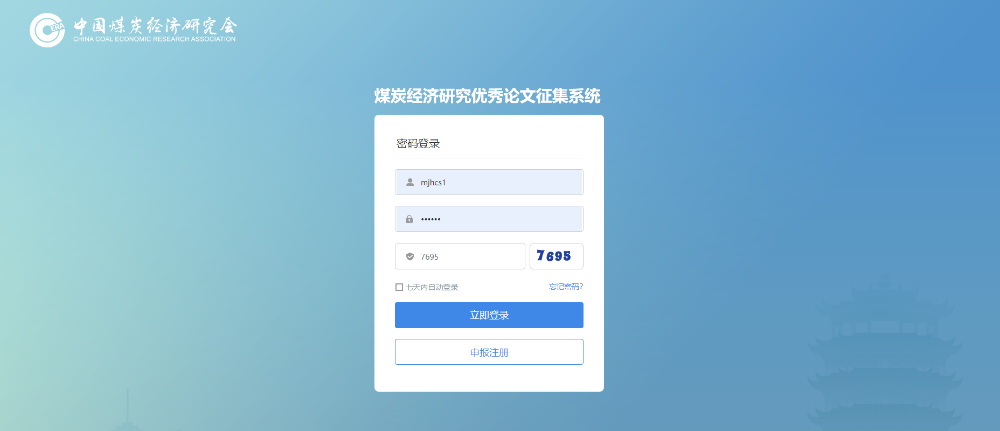 ERA
中国煤炭经济研究会
CHINA COAL ECONOMIC RESEARCH ASSOCIATION
煤炭经济研究优秀论文征集系统
密码登录
mjhcs1
••••••
7695
7695
七天内自动登录
忘记密码?
立即登录
申报注册